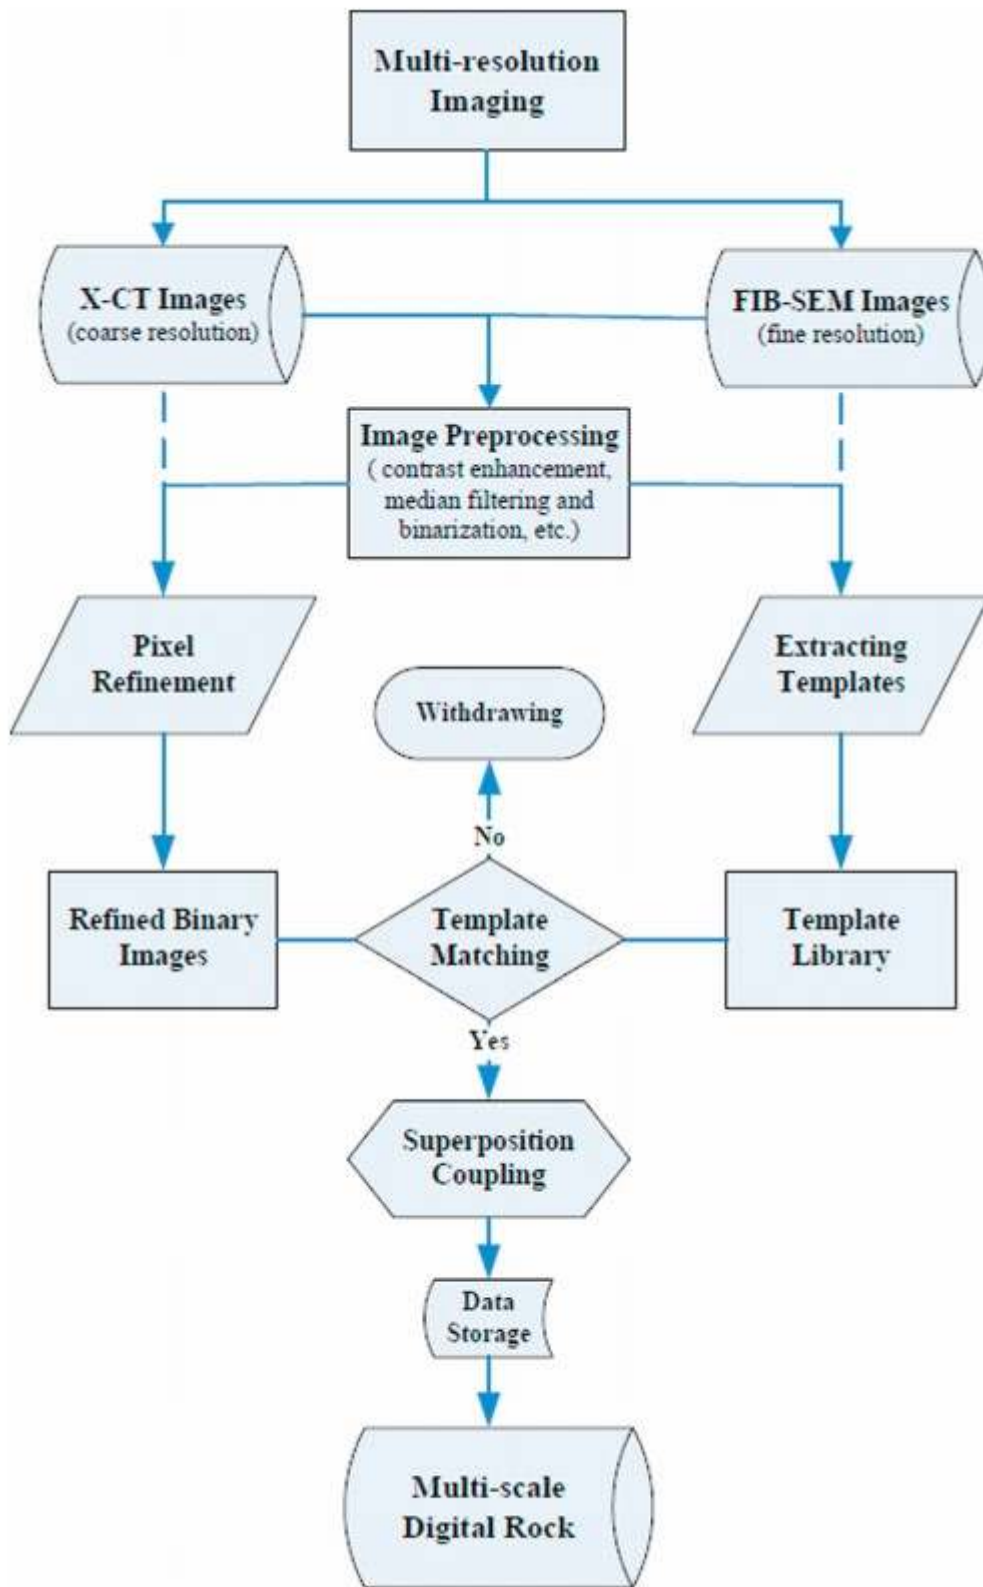 Multi-resolution
Imaging
X-CT Images
(coarse resolution)
FIB-SEM Images
(fine resolution)
Image Preprocessing
( contrast enhancement,
median filtering and
binarization, etc.)
Pixel
Refinement
Extracting
Templates
Withdrawing
No
Refined Binary
Images
Template
Matching
Template
Library
Yes
Superposition
Coupling
Data
Storage
Multi-scale
Digital Rock